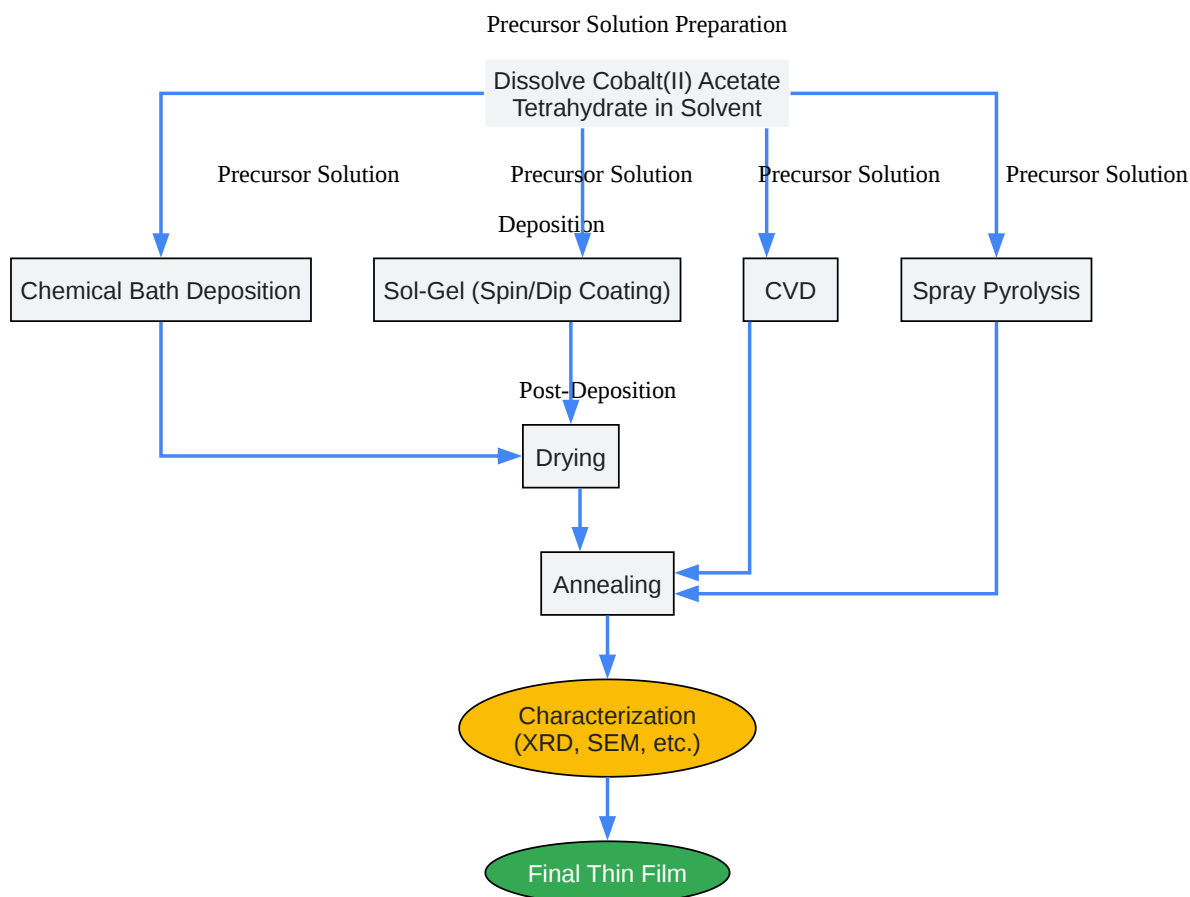 Precursor Solution Preparation
Dissolve Cobalt(II) Acetate
Tetrahydrate in Solvent
Precursor Solution
Precursor Solution
Precursor Solution
Precursor Solution
Deposition
Chemical Bath Deposition
Sol-Gel (Spin/Dip Coating)
CVD
Spray Pyrolysis
Post-Deposition
Drying
Annealing
Characterization
(XRD, SEM, etc.)
Final Thin Film